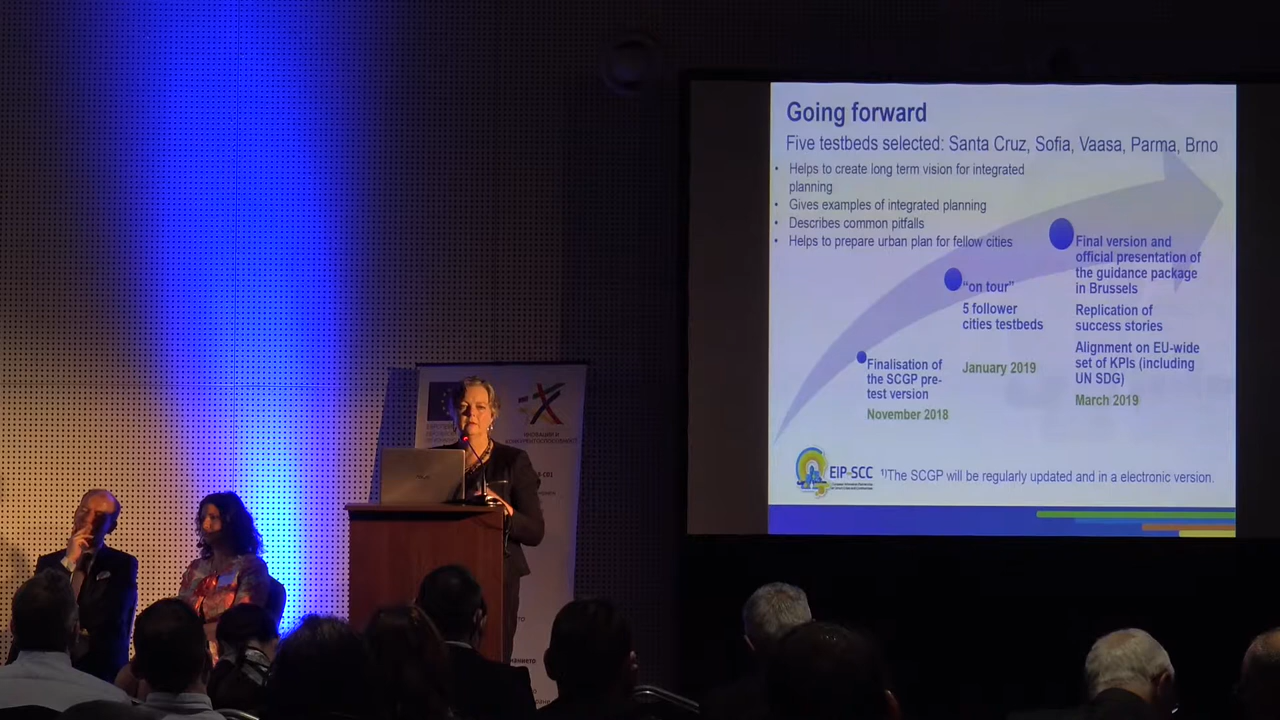 Going forward
Five testbeds selected: Santa Cruz, Sofia, Vaasa, Parma, Brno
• Helps to create long term vision for integrated
planning
• Gives examples of integrated planning
• Describes common pitfalls
• Helps to prepare urban plan for fellow cities
Final version and
official presentation of
the guidance package
in Brussels
Replication of
success stories
Alignment on EU-wide
set of KPIs (including
UN SDG)
March 2019
"on tour"
5 follower
cities testbeds
January 2019
Finalisation of
the SCGP pre-
test version
November 2018
EIP-SCC
¹⁾The SCGP will be regularly updated and in a electronic version.
ИНОВАЦИИ И
КОНКУРЕНТОСПОСОБНОСТ